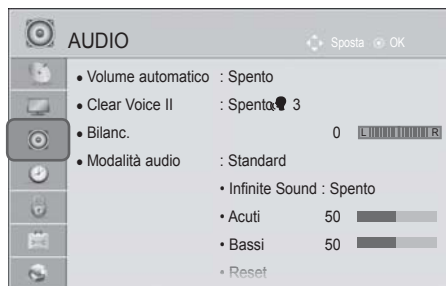 AUDIO
Sposta OK
• Volume automatico : Spento
• Clear Voice II : Spento 3
• Bilanc. 0 L R
• Modalità audio : Standard
• Infinite Sound : Spento
• Acuti 50
• Bassi 50
• Reset